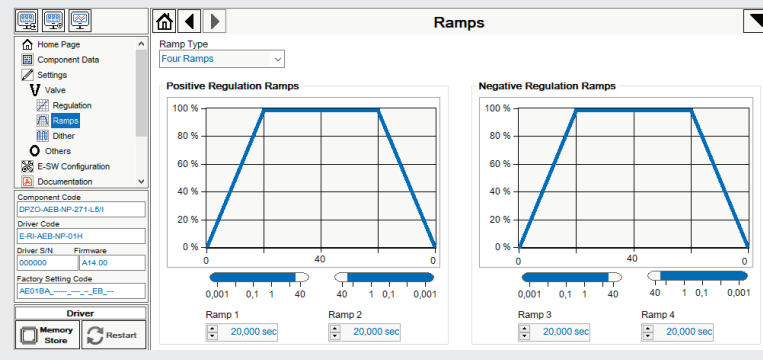 Ramps
Home Page
Component Data
Settings
Valve
Regulation
Ramps
Dither
Others
E-SW Configuration
Documentation
Component Code
DPZO-AEB-NP-271-L5/I
Driver Code
E-RI-AEB-NP-01H
Driver S/N Firmware
000000 A14.00
Factory Setting Code
Driver
Memory Store
Restart
Ramp Type
Four Ramps
Positive Regulation Ramps
100 %
80 %
60 %
40 %
20 %
0 %
0 40 0
0,001 0,1 1 40
40 1 0,1 0,001
Ramp 1 Ramp 2
20,000 sec 20,000 sec
Negative Regulation Ramps
100 %
80 %
60 %
40 %
20 %
0 %
0 40 0
0,001 0,1 1 40
40 1 0,1 0,001
Ramp 3 Ramp 4
20,000 sec 20,000 sec